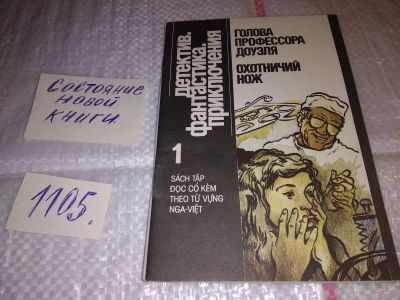 Состояние
новой
книги.
1105.
детектив.
фантастика.
приключения
1
SÁCH TẬP
ĐỌC CÓ KÈM
THEO TỪ VỰNG
NGA-VIỆT
ГОЛОВА
ПРОФЕССОРА
ДОУЭЛЯ
ОХОТНИЧИЙ
НОЖ